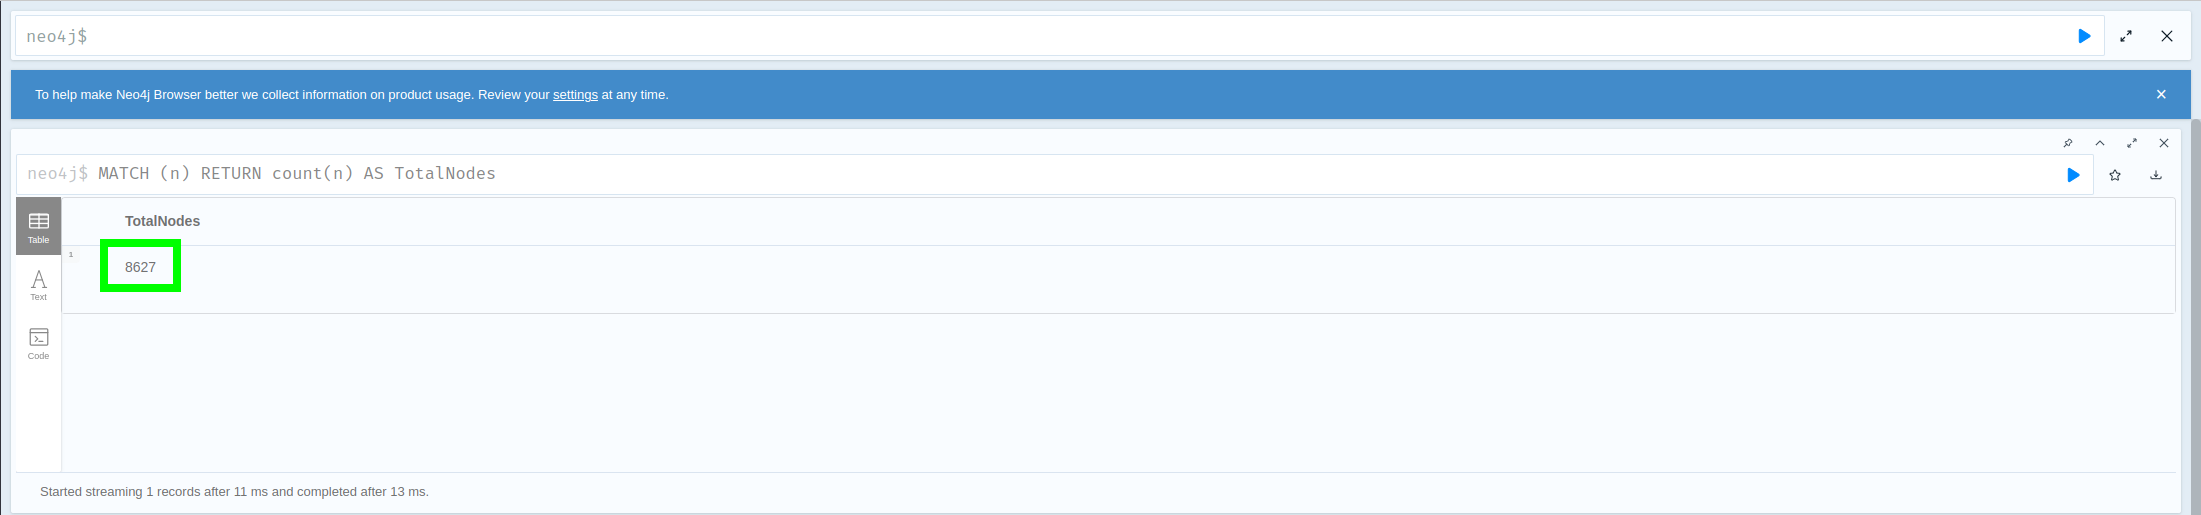 neo4j$
To help make Neo4j Browser better we collect information on product usage. Review your settings at any time.
neo4j$ MATCH (n) RETURN count(n) AS TotalNodes
Table
TotalNodes
1
8627
Text
Code
Started streaming 1 records after 11 ms and completed after 13 ms.